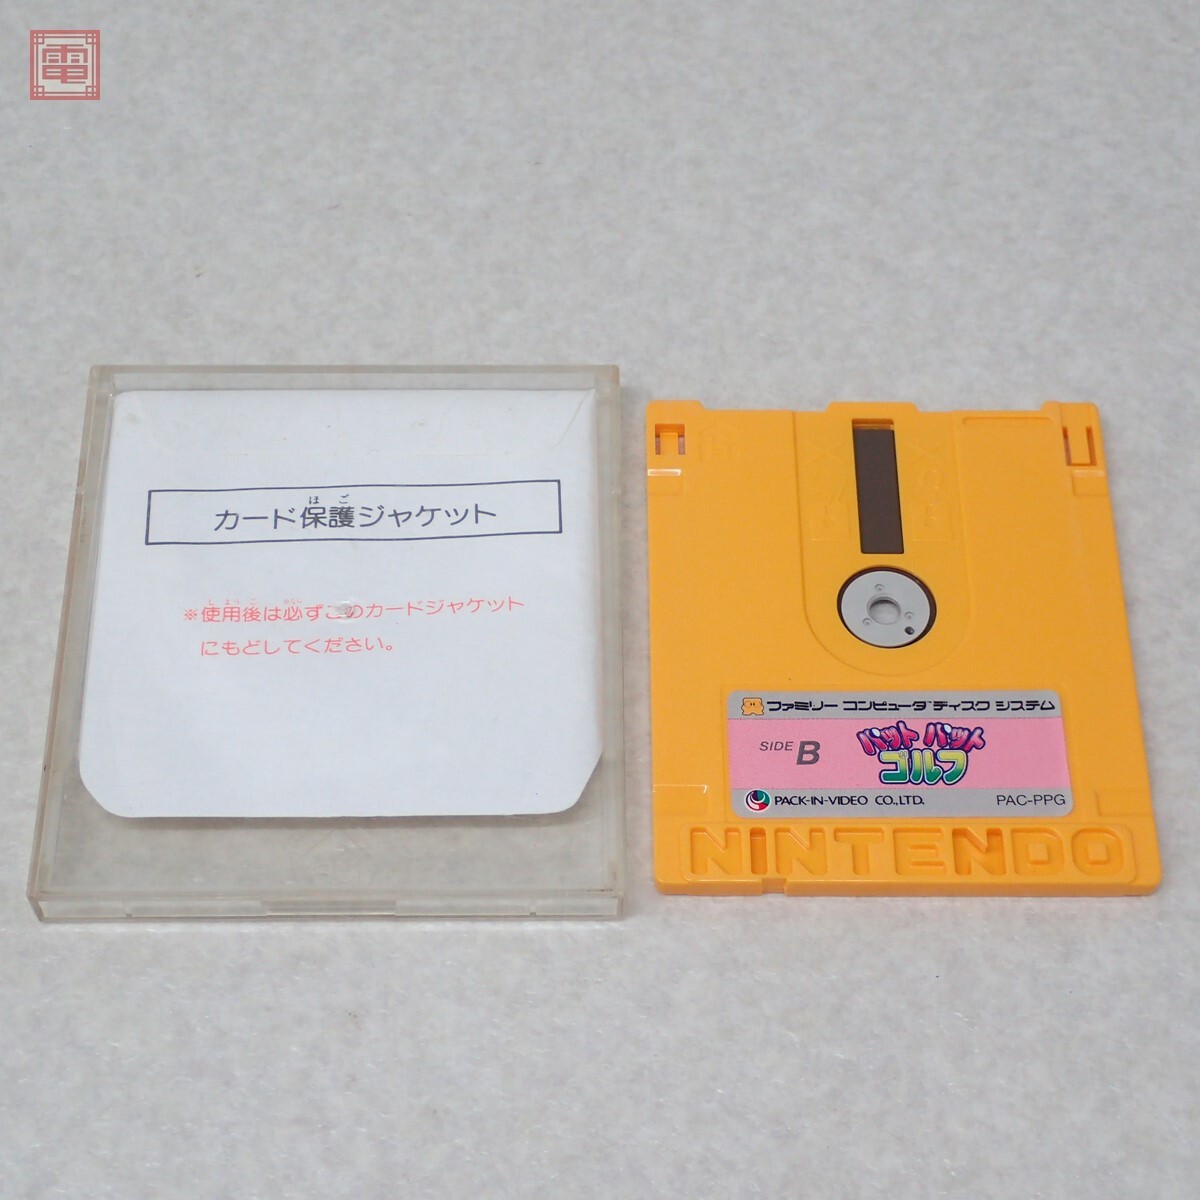 電
カード保護ジャケット
※使用後は必ずこのカードジャケット
にもどしてください。
ファミリー コンピュータ ディスク システム
SIDE B
パット パット
ゴルフ
PACK-IN-VIDEO CO.,LTD. PAC-PPG
NINTENDO